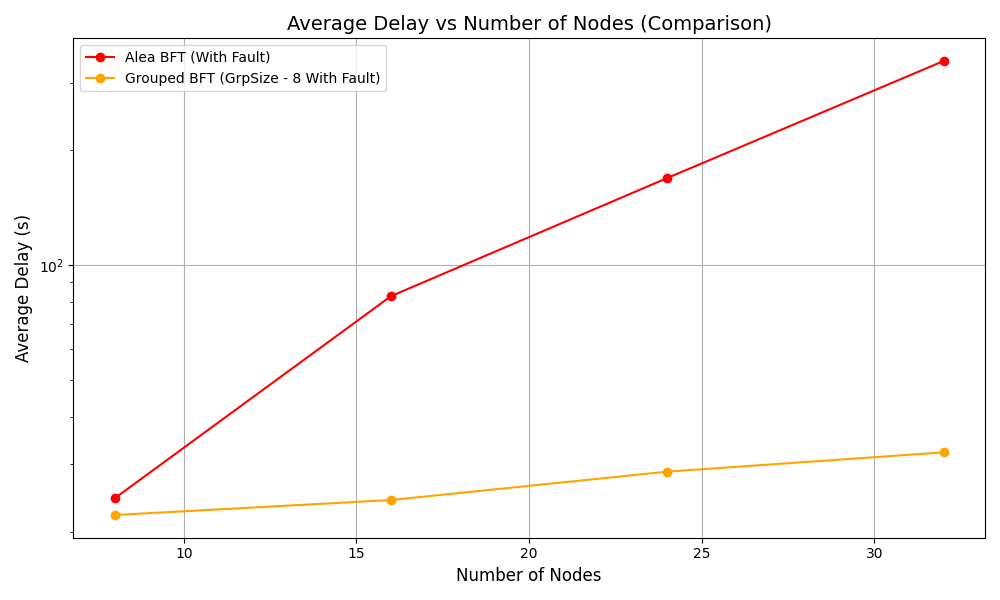 Average Delay vs Number of Nodes (Comparison)
Alea BFT (With Fault)
Grouped BFT (GrpSize - 8 With Fault)
Average Delay (s)
10²
10
15
20
25
30
Number of Nodes